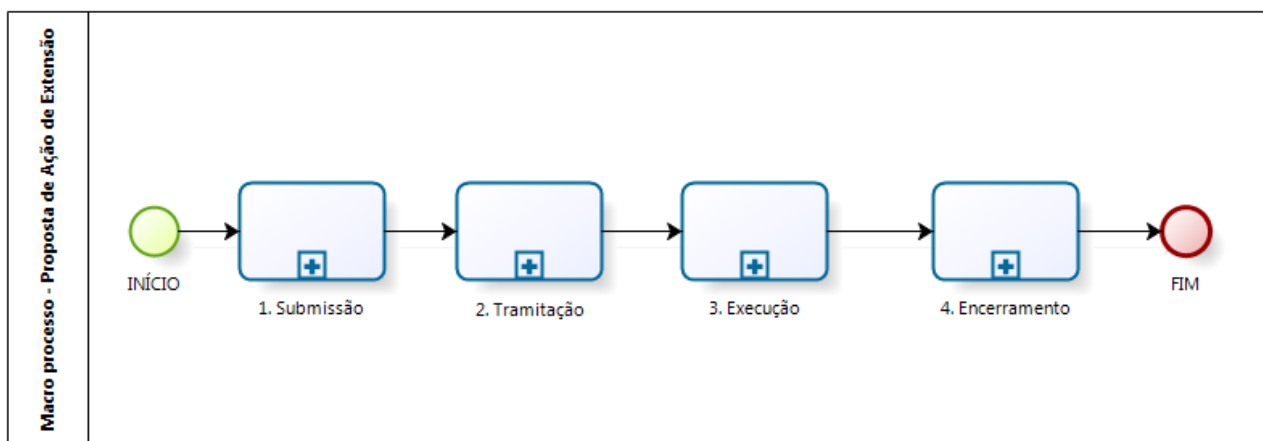 Macro processo - Proposta de Ação de Extensão
INÍCIO
1. Submissão
2. Tramitação
3. Execução
4. Encerramento
FIM